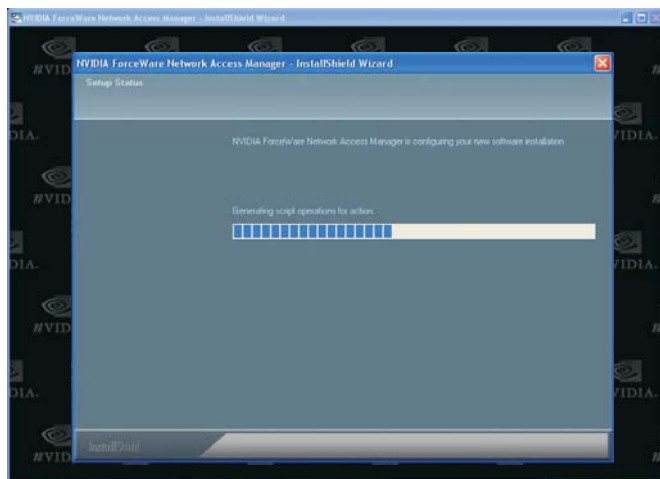 NVIDIA ForceWare Network Access Manager - InstallShield Wizard
NVIDIA ForceWare Network Access Manager - InstallShield Wizard
Setup Status
NVIDIA ForceWare Network Access Manager is configuring your new software installation
Generating script operations for action:
InstallShield